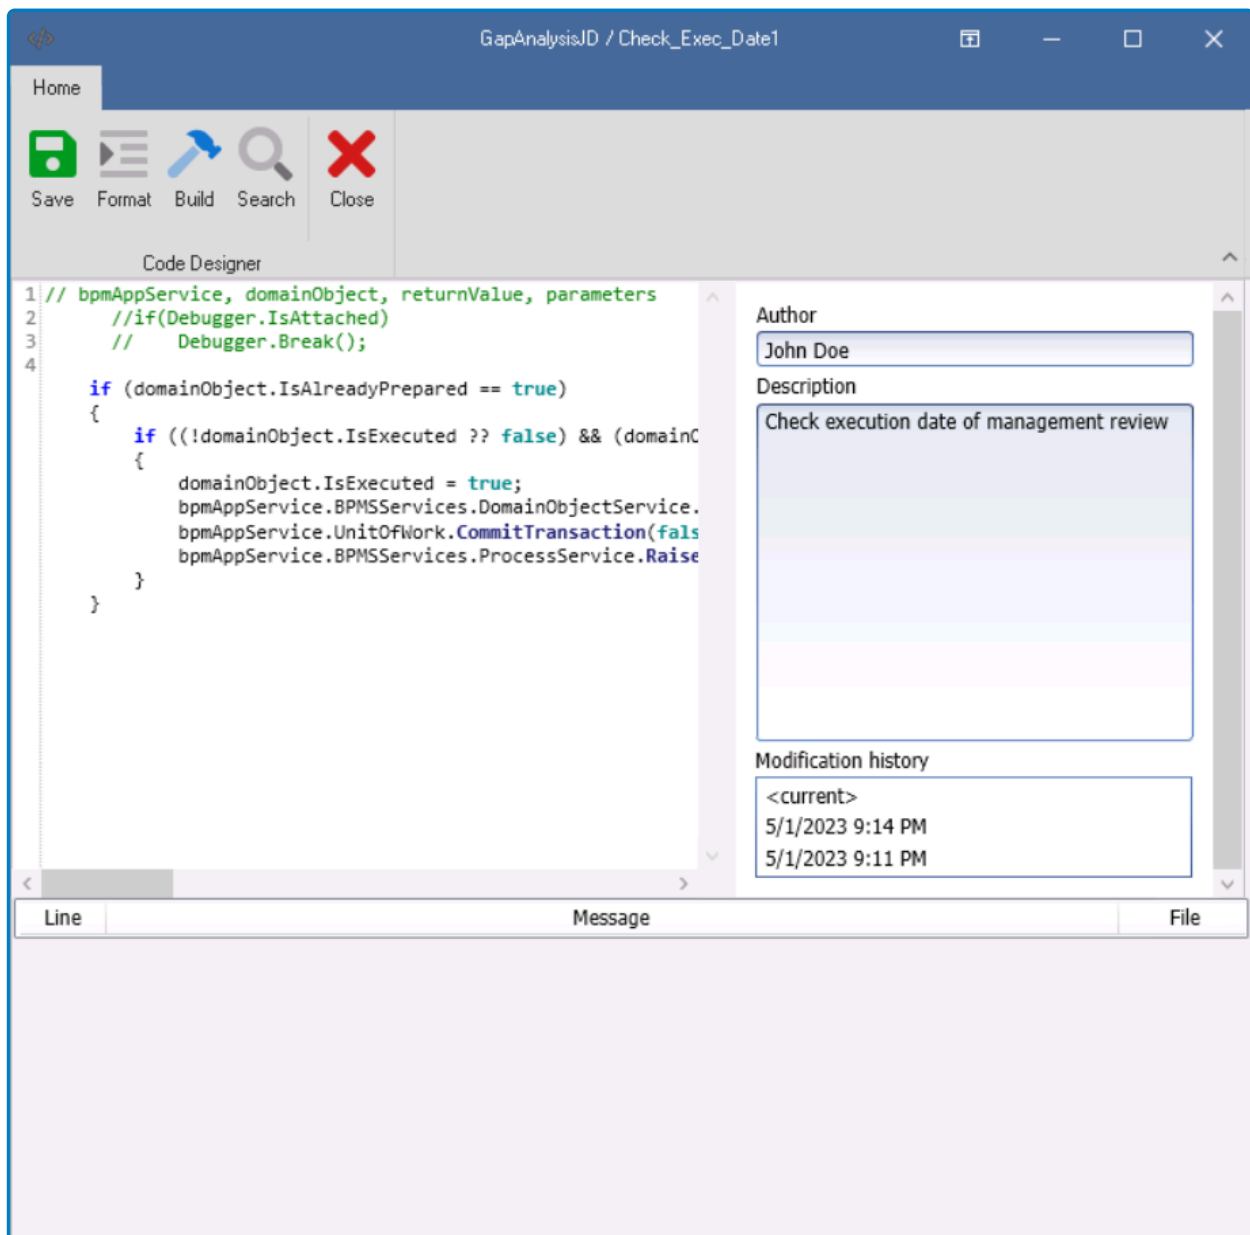 GapAnalysisJD / Check_Exec_Date1
Home
Save Format Build Search Close
Code Designer
1 // bpmAppService, domainObject, returnValue, parameters
2 //if(Debugger.IsAttached)
3 // Debugger.Break();
4
if (domainObject.IsAlreadyPrepared == true)
{
if ((!domainObject.IsExecuted ?? false) && (domainO
{
domainObject.IsExecuted = true;
bpmAppService.BPMSServices.DomainObjectService.
bpmAppService.UnitOfWork.CommitTransaction(fals
bpmAppService.BPMSServices.ProcessService.Raise
}
}
Author
John Doe
Description
Check execution date of management review
Modification history
<current>
5/1/2023 9:14 PM
5/1/2023 9:11 PM
Line Message File